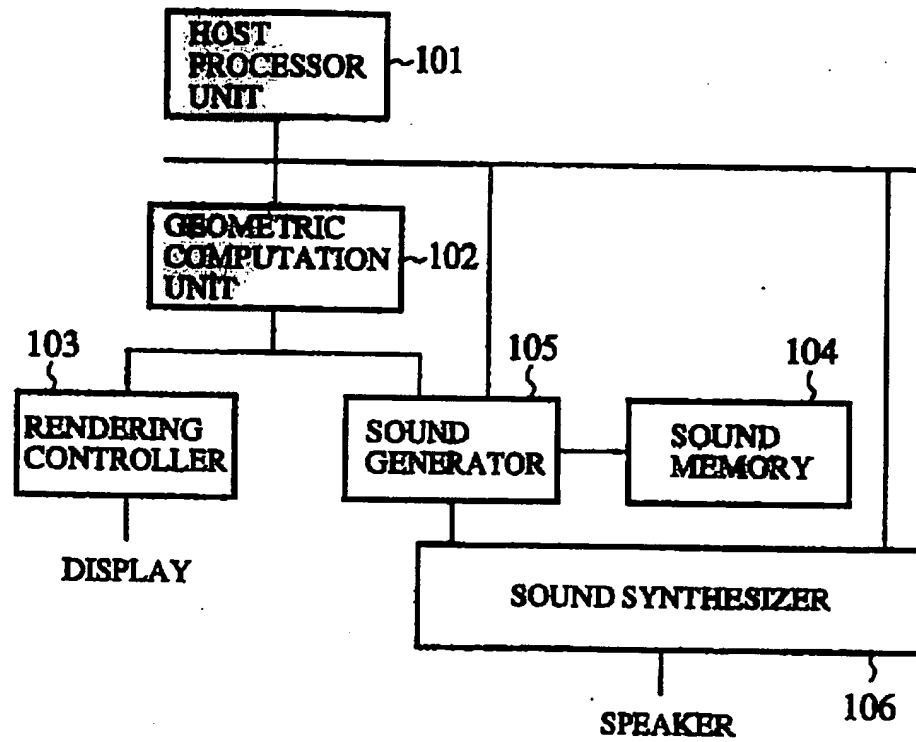 HOST
PROCESSOR
UNIT
101
GEOMETRIC
COMPUTATION
UNIT
102
103
105
104
RENDERING
CONTROLLER
SOUND
GENERATOR
SOUND
MEMORY
DISPLAY
SOUND SYNTHESIZER
106
SPEAKER